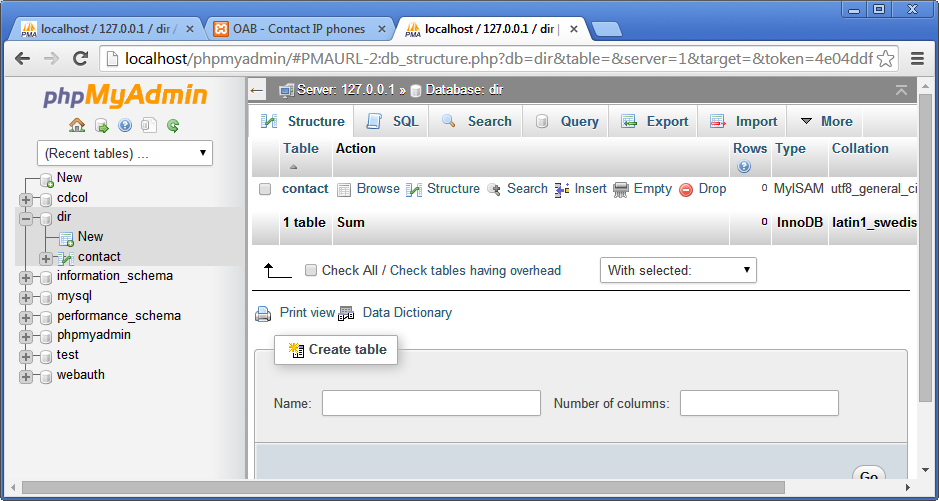 localhost / 127.0.0.1 / dir /
OAB - Contact IP phones
localhost / 127.0.0.1 / dir |
localhost/phpmyadmin/#PMAURL-2:db_structure.php?db=dir&table=&server=1&target=&token=4e04ddf
phpMyAdmin
(Recent tables) ...
New
cdcol
dir
New
contact
information_schema
mysql
performance_schema
phpmyadmin
test
webauth
Server: 127.0.0.1 » Database: dir
Structure SQL Search Query Export Import More
Table Action Rows Type Collation
contact Browse Structure Search Insert Empty Drop 0 MyISAM utf8_general_ci
1 table Sum 0 InnoDB latin1_swedis
Check All / Check tables having overhead With selected:
Print view Data Dictionary
Create table
Name: Number of columns:
Go